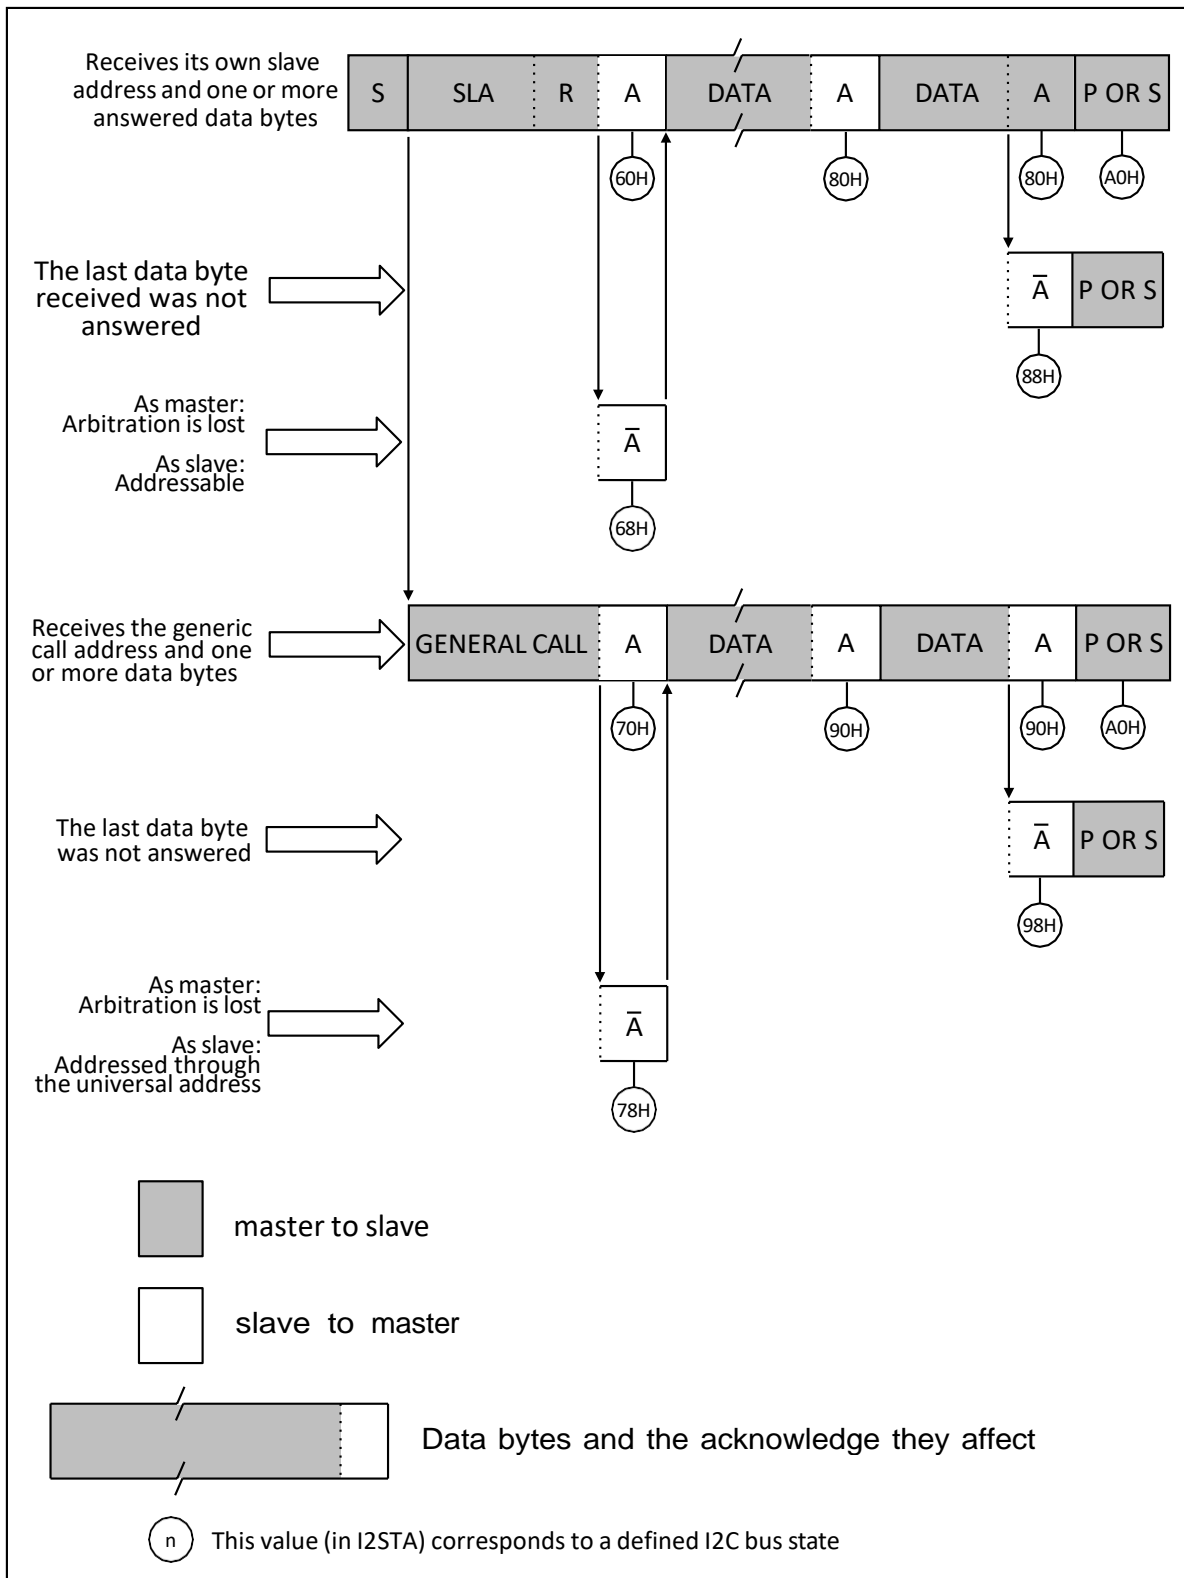 Receives its own slave
address and one or more
answered data bytes
S SLA R A DATA A DATA A P OR S
60H 80H 80H A0H
The last data byte
received was not
answered
A̅ P OR S
88H
As master:
Arbitration is lost
As slave:
Addressable
A̅
68H
Receives the generic
call address and one
or more data bytes
GENERAL CALL A DATA A DATA A P OR S
70H 90H 90H A0H
The last data byte
was not answered
A̅ P OR S
98H
As master:
Arbitration is lost
As slave:
Addressed through
the universal address
A̅
78H
master to slave
slave to master
Data bytes and the acknowledge they affect
n This value (in I2STA) corresponds to a defined I2C bus state